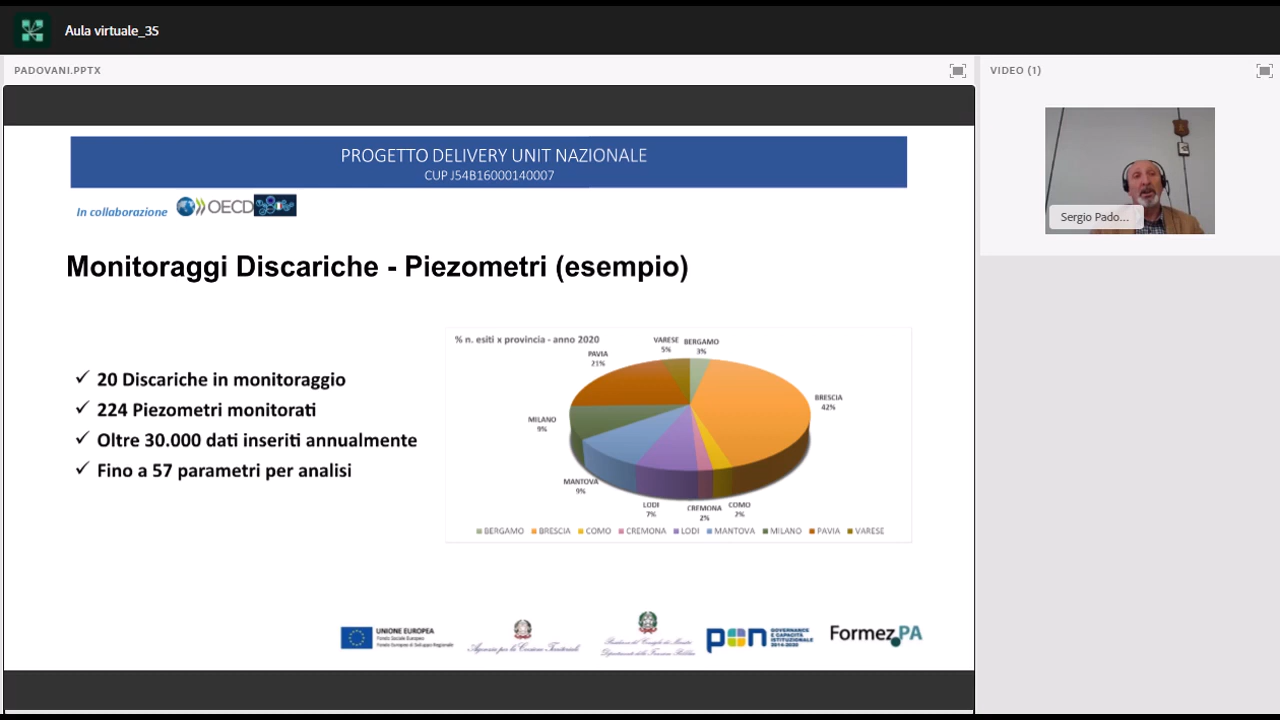 Aula virtuale_35
PADOVANI.PPTX
VIDEO (1)
Sergio Pado...
PROGETTO DELIVERY UNIT NAZIONALE
CUP J54B16000140007
In collaborazione
OECD
Monitoraggi Discariche - Piezometri (esempio)
✓ 20 Discariche in monitoraggio
✓ 224 Piezometri monitorati
✓ Oltre 30.000 dati inseriti annualmente
✓ Fino a 57 parametri per analisi
% n. esiti x provincia - anno 2020
VARESE
5%
BERGAMO
3%
PAVIA
21%
BRESCIA
42%
MILANO
9%
MANTOVA
9%
LODI
7%
CREMONA
2%
COMO
2%
BERGAMO BRESCIA COMO CREMONA LODI MANTOVA MILANO PAVIA VARESE
UNIONE EUROPEA
Fondo Sociale Europeo
Fondo Europeo di Sviluppo Regionale
Agenzia per la Coesione Territoriale
Presidenza del Consiglio dei Ministri
Dipartimento della Funzione Pubblica
pon
GOVERNANCE
E CAPACITÀ
ISTITUZIONALE
2014-2020
Formez PA